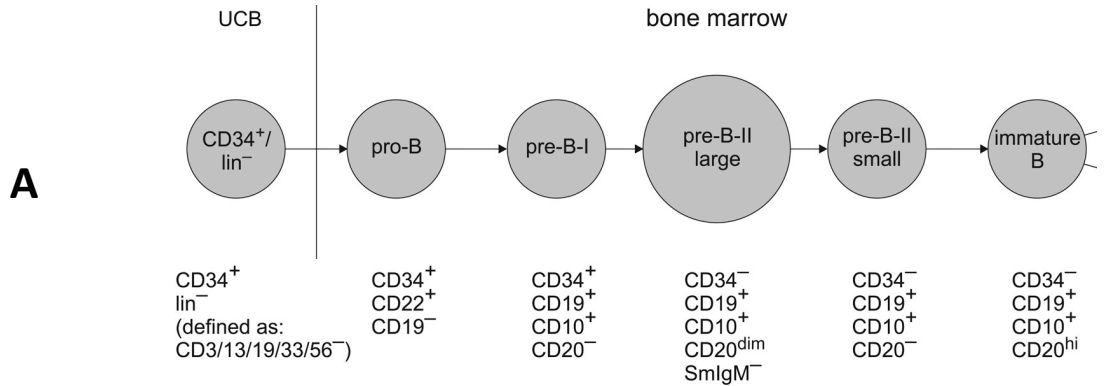 UCB
bone marrow
A
CD34⁺/
lin⁻
pro-B
pre-B-I
pre-B-II
large
pre-B-II
small
immature
B
CD34⁺
lin⁻
(defined as:
CD3/13/19/33/56⁻)
CD34⁺
CD22⁺
CD19⁻
CD34⁺
CD19⁺
CD10⁺
CD20⁻
CD34⁻
CD19⁺
CD10⁺
CD20ᵈⁱᵐ
SmIgM⁻
CD34⁻
CD19⁺
CD10⁺
CD20⁻
CD34⁻
CD19⁺
CD10⁺
CD20ʰⁱ